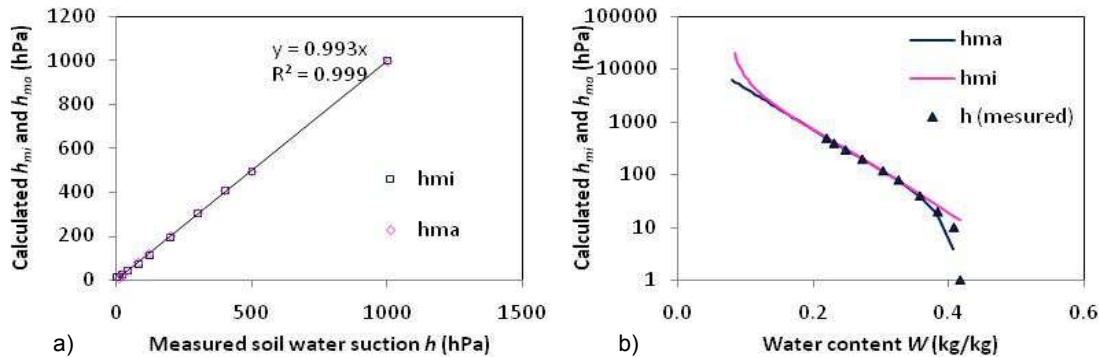 1200
1000
800
600
400
200
0
Calculated hmi and hma (hPa)
y = 0.993x
R² = 0.999
hmi
hma
0
500
1000
1500
a)
Measured soil water suction h (hPa)
100000
10000
1000
100
10
1
Calculated hmi and hma (hPa)
hma
hmi
h (mesured)
0.0
0.2
0.4
0.6
b)
Water content W (kg/kg)